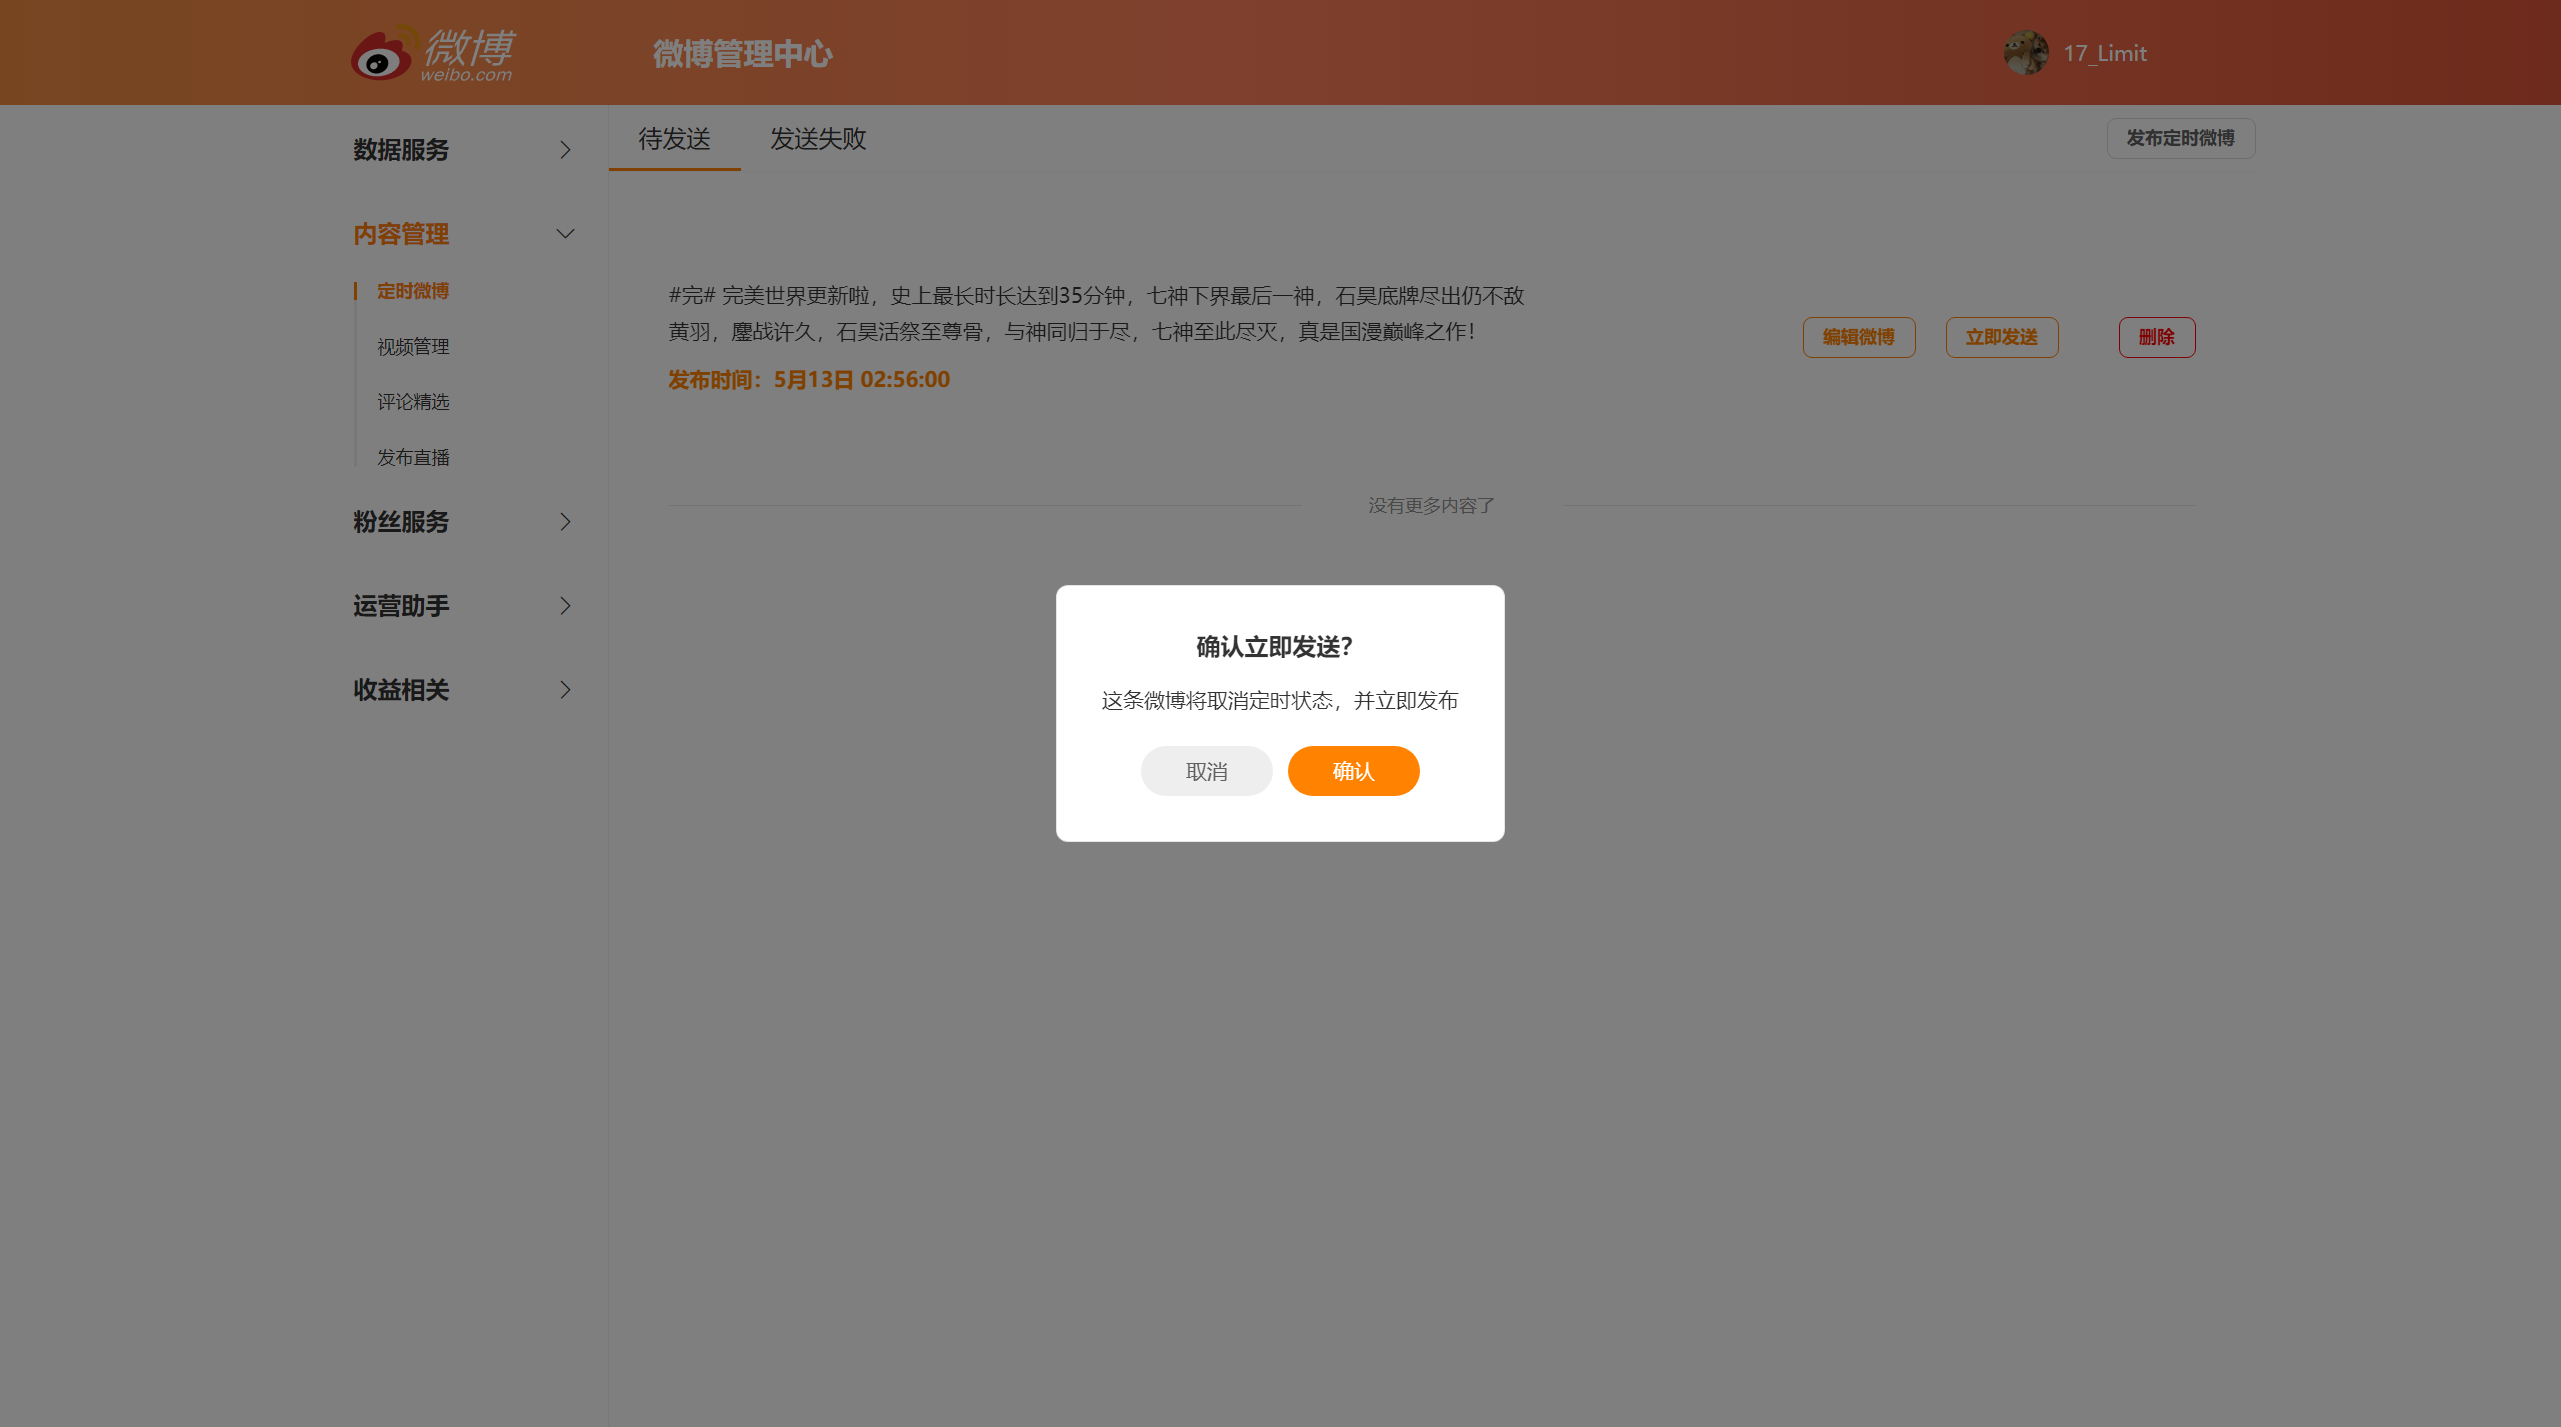 微博
weibo.com
微博管理中心
17_Limit
数据服务
内容管理
定时微博
视频管理
评论精选
发布直播
粉丝服务
运营助手
收益相关
待发送
发送失败
发布定时微博
#完# 完美世界更新啦，史上最长时长达到35分钟，七神下界最后一神，石昊底牌尽出仍不敌
黄羽，鏖战许久，石昊活祭至尊骨，与神同归于尽，七神至此尽灭，真是国漫巅峰之作！
发布时间：5月13日 02:56:00
编辑微博
立即发送
删除
没有更多内容了
确认立即发送？
这条微博将取消定时状态，并立即发布
取消
确认